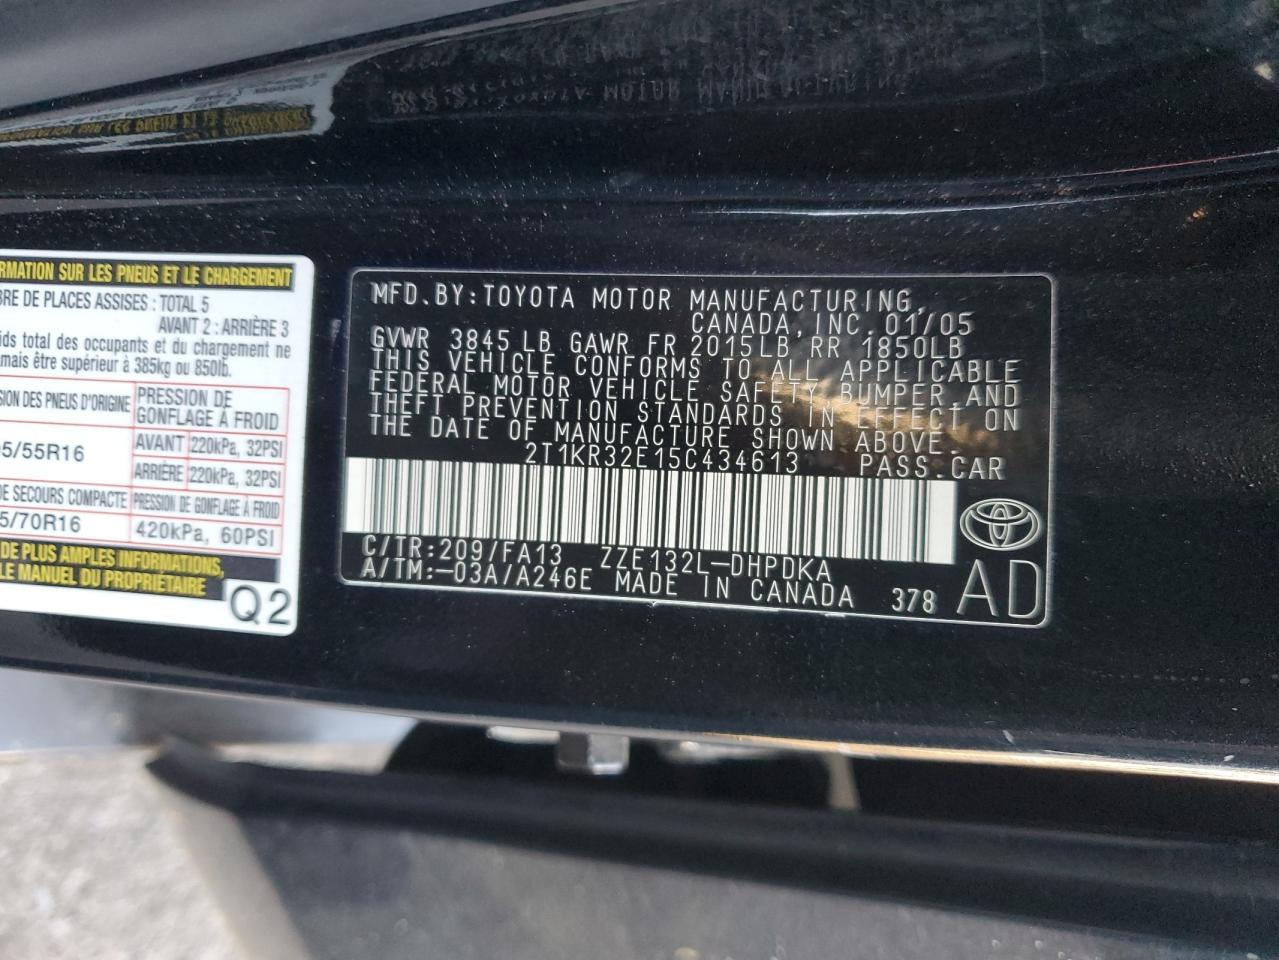 RMATION SUR LES PNEUS ET LE CHARGEMENT
BRE DE PLACES ASSISES : TOTAL 5
AVANT 2 : ARRIÈRE 3
ids total des occupants et du chargement ne
amais être supérieur à 385kg ou 850lb.
SION DES PNEUS D'ORIGINE
PRESSION DE
GONFLAGE À FROID
5/55R16
AVANT 220kPa, 32PSI
ARRIÈRE 220kPa, 32PSI
DE SECOURS COMPACTE PRESSION DE GONFLAGE À FROID
5/70R16 420kPa, 60PSI
DE PLUS AMPLES INFORMATIONS,
LE MANUEL DU PROPRIÉTAIRE
Q2
MFD.BY:TOYOTA MOTOR MANUFACTURING,
CANADA,INC.01/05
GVWR 3845LB GAWR FR 2015LB,RR 1850LB
THIS VEHICLE CONFORMS TO ALL APPLICABLE
FEDERAL MOTOR VEHICLE SAFETY,BUMPER,AND
THEFT PREVENTION STANDARDS IN EFFECT ON
THE DATE OF MANUFACTURE SHOWN ABOVE.
2T1KR32E15C434613 PASS.CAR
C/TR:209/FA13 ZZE132L-DHPDKA
A/TM:-03A/A246E MADE IN CANADA 378 AD